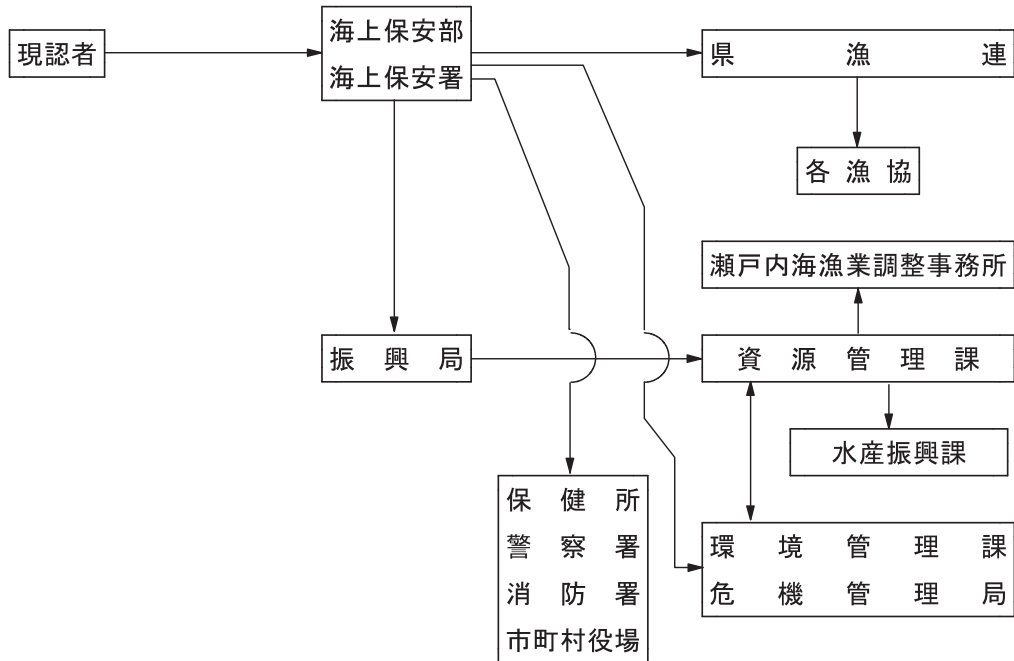 現認者
海上保安部
海上保安署
県漁連
各漁協
瀬戸内海漁業調整事務所
振興局
資源管理課
水産振興課
保健所
警察署
消防署
市町村役場
環境管理課
危機管理局